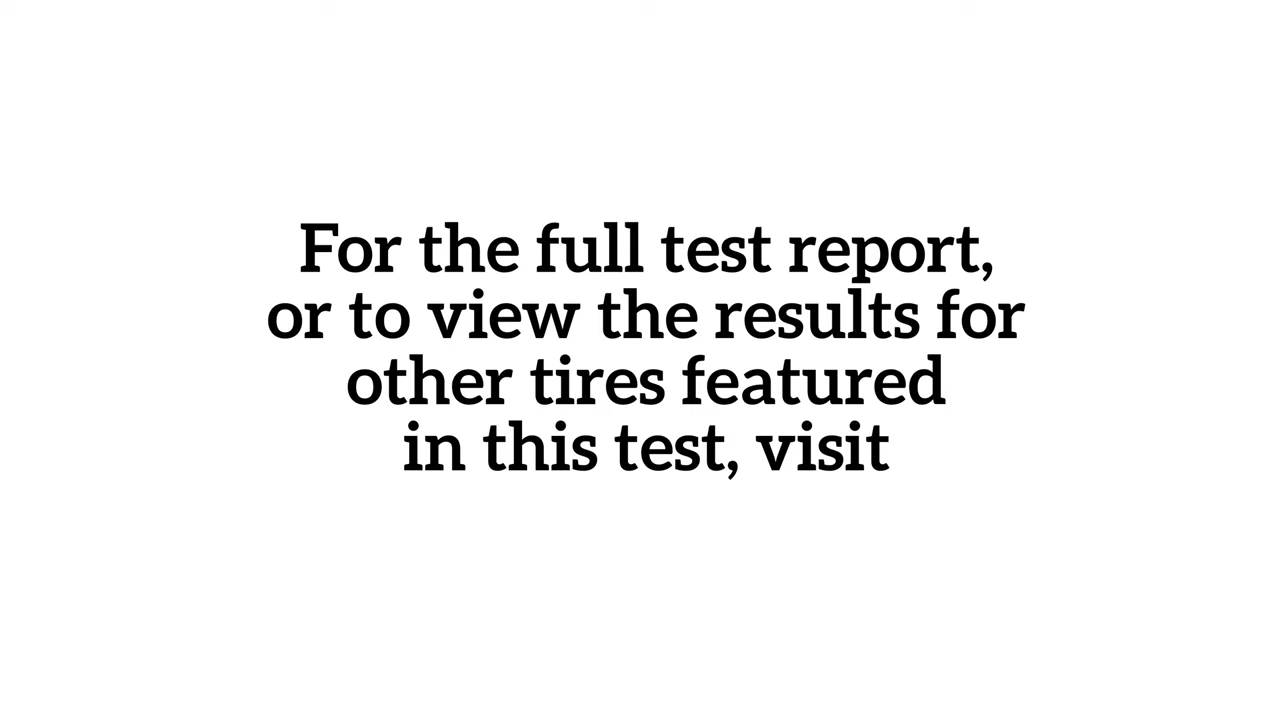 For the full test report,
or to view the results for
other tires featured
in this test, visit